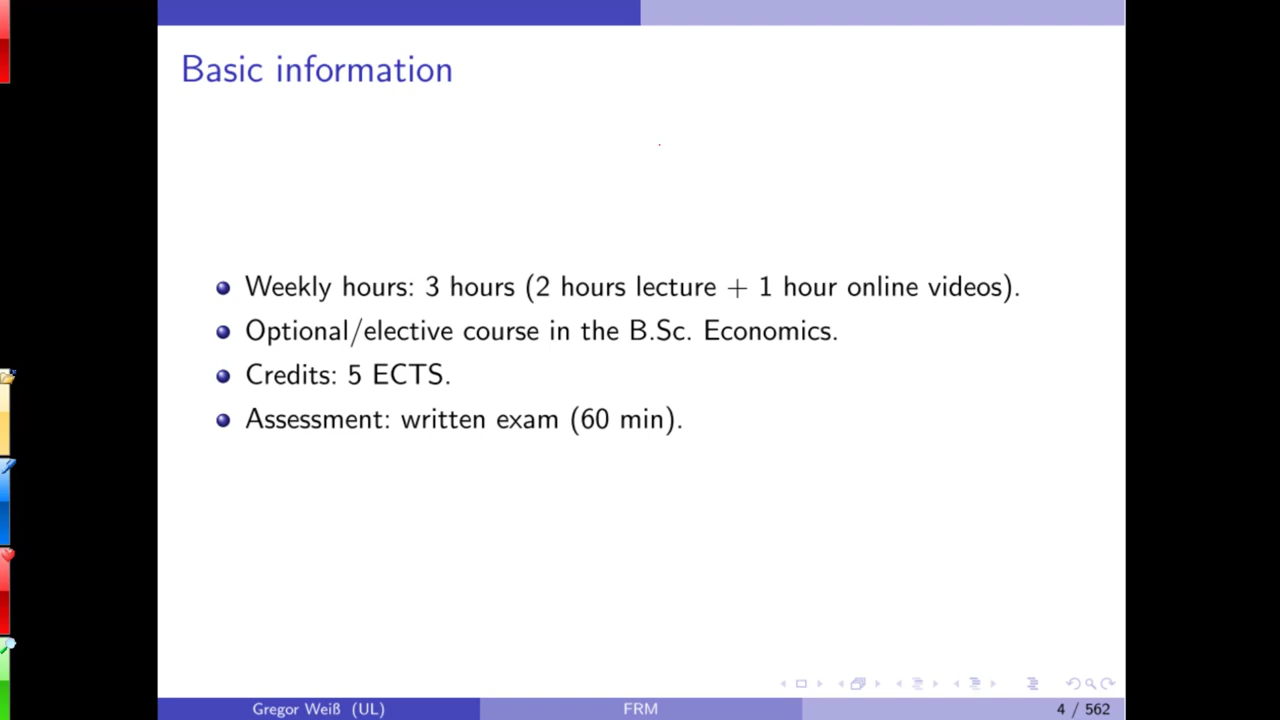 Basic information
Weekly hours: 3 hours (2 hours lecture + 1 hour online videos).
Optional/elective course in the B.Sc. Economics.
Credits: 5 ECTS.
Assessment: written exam (60 min).
Gregor Weiß (UL) FRM 4 / 562